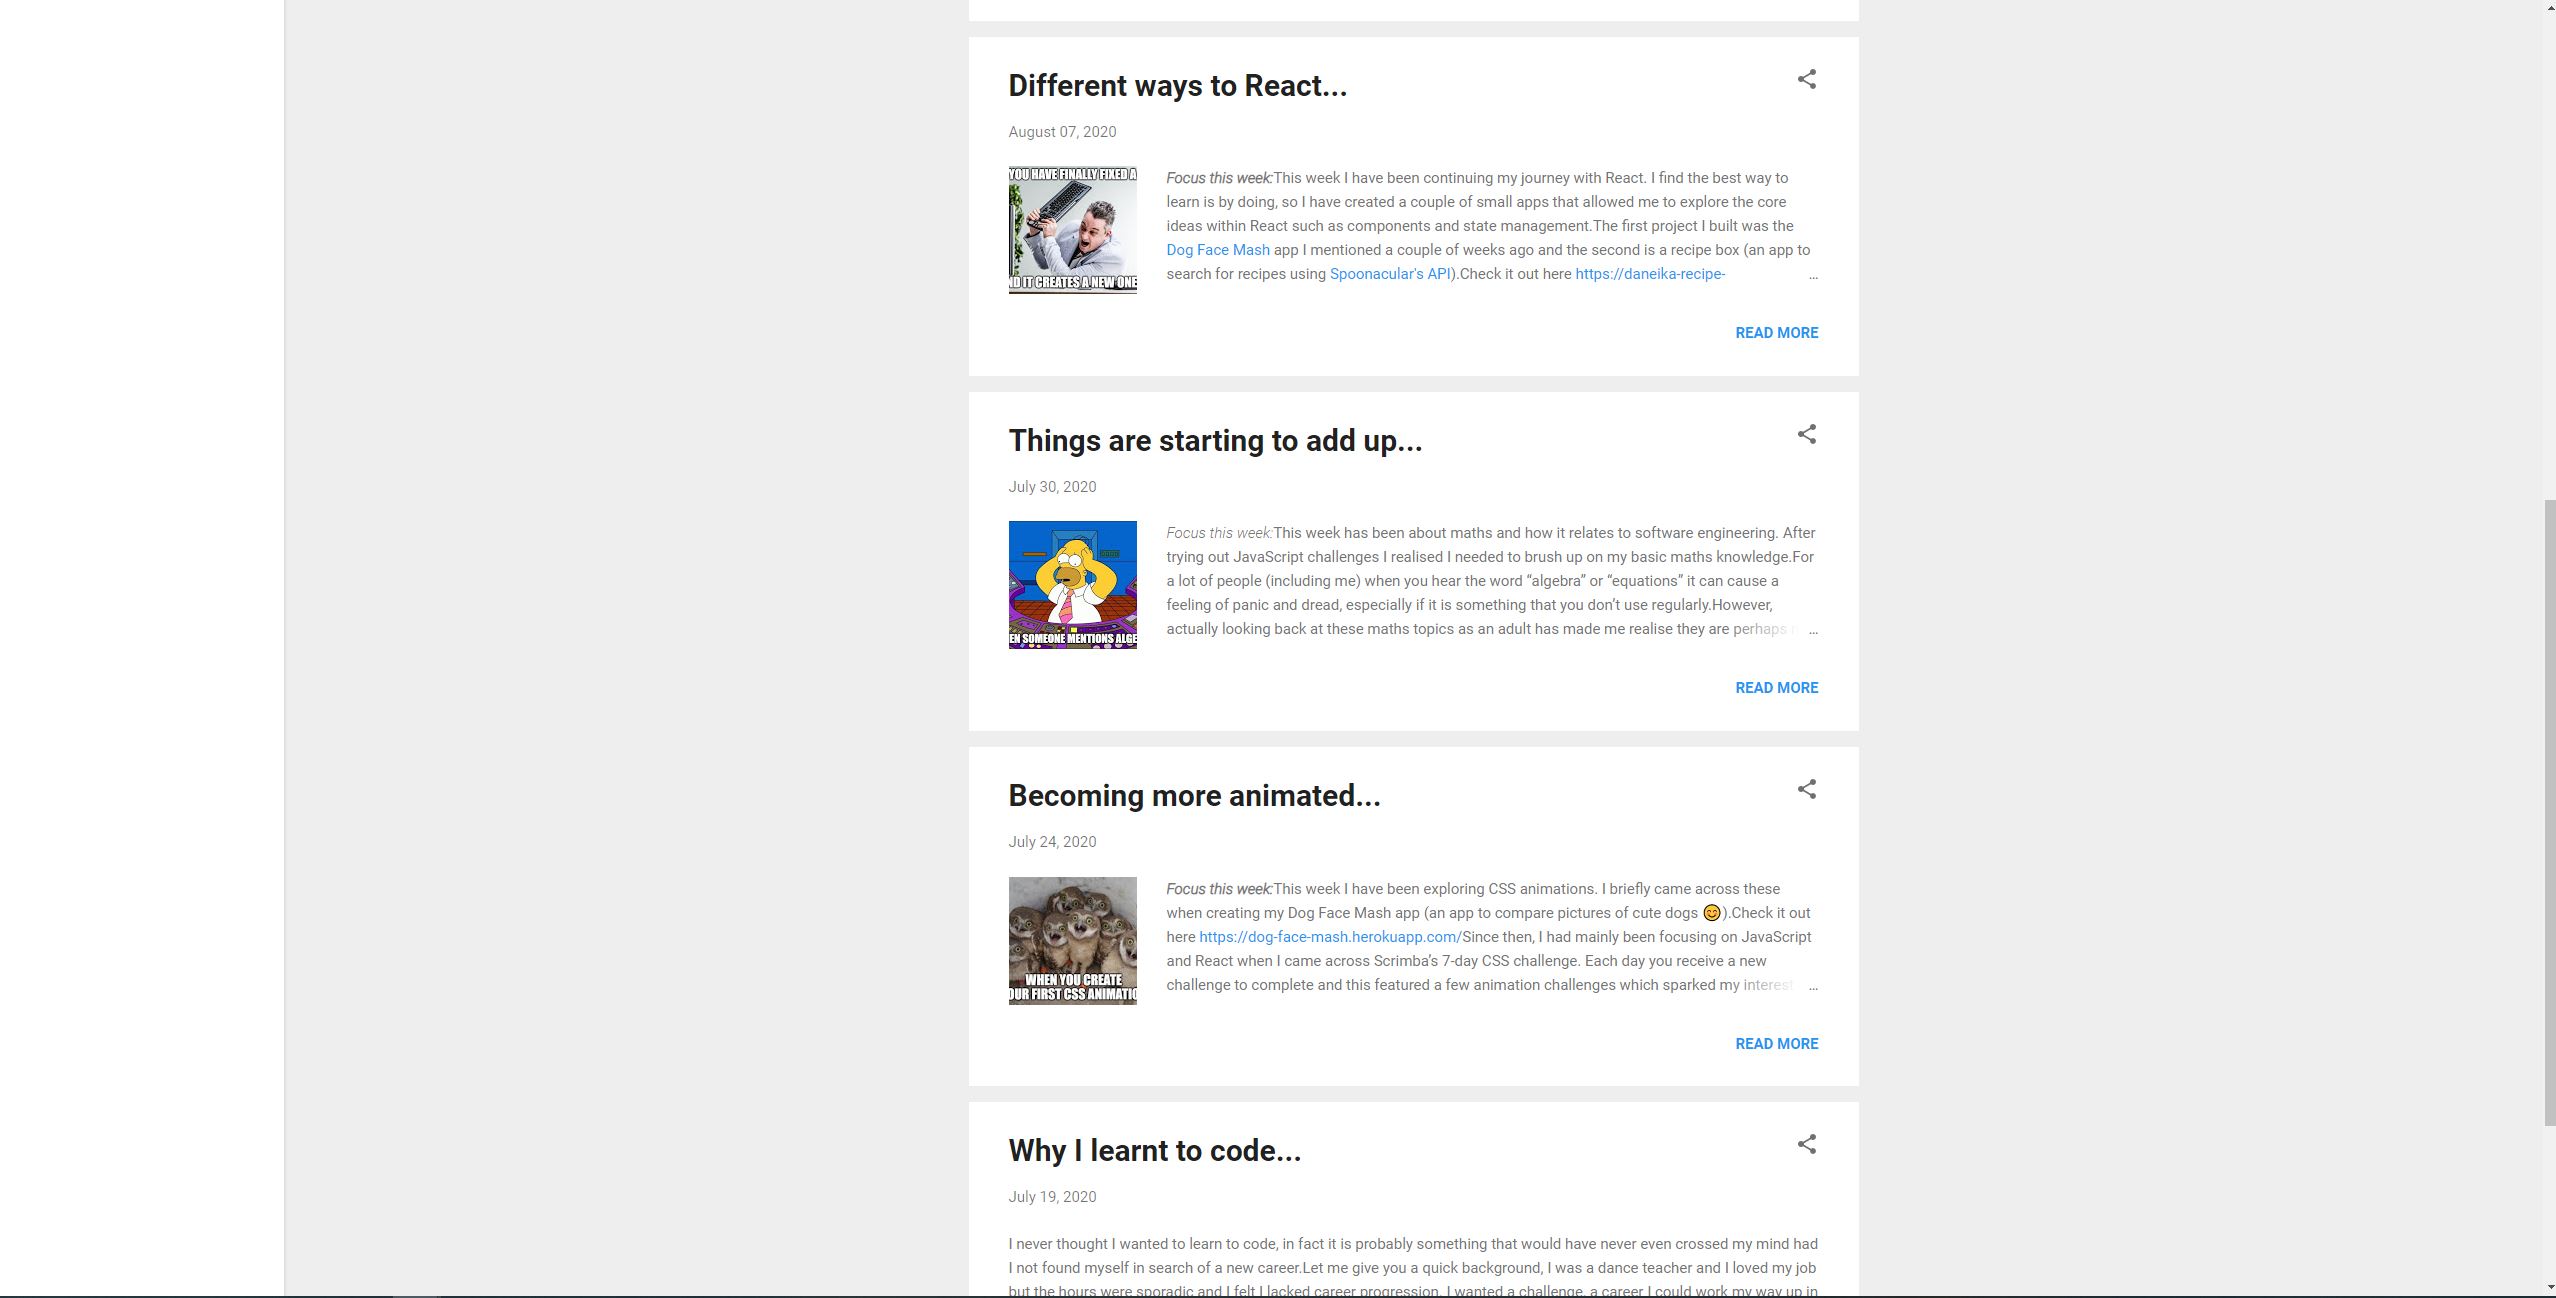 Different ways to React...
August 07, 2020
YOU HAVE FINALLY FIXED A
ND IT CREATES A NEW ONE
Focus this week:This week I have been continuing my journey with React. I find the best way to
learn is by doing, so I have created a couple of small apps that allowed me to explore the core
ideas within React such as components and state management.The first project I built was the
Dog Face Mash app I mentioned a couple of weeks ago and the second is a recipe box (an app to
search for recipes using Spoonacular's API).Check it out here https://daneika-recipe- ...
READ MORE
Things are starting to add up...
July 30, 2020
EN SOMEONE MENTIONS ALGE
Focus this week:This week has been about maths and how it relates to software engineering. After
trying out JavaScript challenges I realised I needed to brush up on my basic maths knowledge.For
a lot of people (including me) when you hear the word “algebra” or “equations” it can cause a
feeling of panic and dread, especially if it is something that you don’t use regularly.However,
actually looking back at these maths topics as an adult has made me realise they are perhaps ...
READ MORE
Becoming more animated...
July 24, 2020
WHEN YOU CREATE
OUR FIRST CSS ANIMATIO
Focus this week:This week I have been exploring CSS animations. I briefly came across these
when creating my Dog Face Mash app (an app to compare pictures of cute dogs 😊).Check it out
here https://dog-face-mash.herokuapp.com/Since then, I had mainly been focusing on JavaScript
and React when I came across Scrimba’s 7-day CSS challenge. Each day you receive a new
challenge to complete and this featured a few animation challenges which sparked my interest ...
READ MORE
Why I learnt to code...
July 19, 2020
I never thought I wanted to learn to code, in fact it is probably something that would have never even crossed my mind had
I not found myself in search of a new career.Let me give you a quick background, I was a dance teacher and I loved my job
but the hours were sporadic and I felt I lacked career progression. I wanted a challenge, a career I could work my way up in